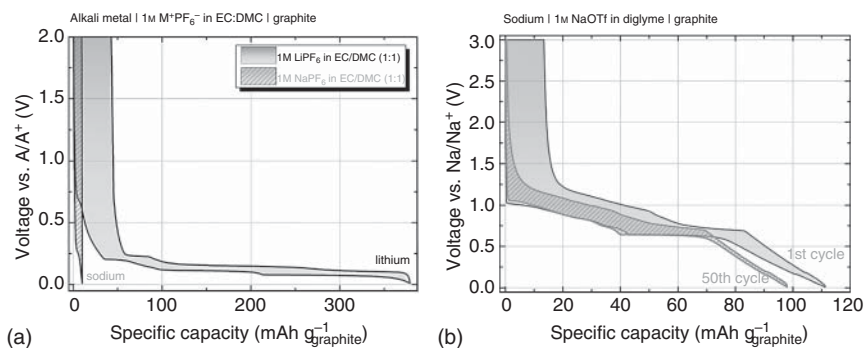 Alkali metal | 1M M⁺PF₆⁻ in EC:DMC | graphite
2.0
1.5
1.0
0.5
0.0
Voltage vs. A/A⁺ (V)
1M LiPF₆ in EC/DMC (1:1)
1M NaPF₆ in EC/DMC (1:1)
sodium
lithium
0 100 200 300
Specific capacity (mAh g⁻¹graphite)
(a)
Sodium | 1M NaOTf in diglyme | graphite
3.0
2.5
2.0
1.5
1.0
0.5
0.0
Voltage vs. Na/Na⁺ (V)
1st cycle
50th cycle
0 20 40 60 80 100 120
Specific capacity (mAh g⁻¹graphite)
(b)